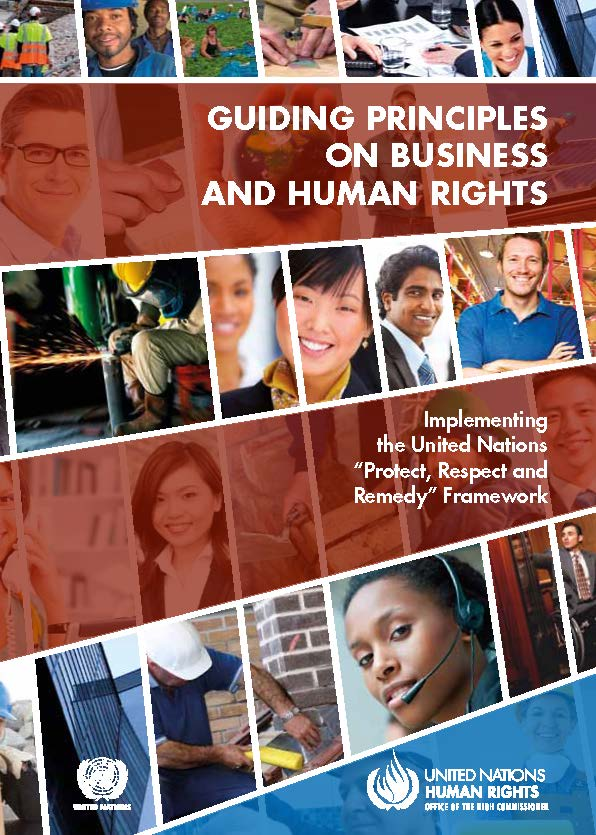 GUIDING PRINCIPLES
ON BUSINESS
AND HUMAN RIGHTS
Implementing
the United Nations
“Protect, Respect and
Remedy” Framework
UNITED NATIONS
UNITED NATIONS
HUMAN RIGHTS
OFFICE OF THE HIGH COMMISSIONER